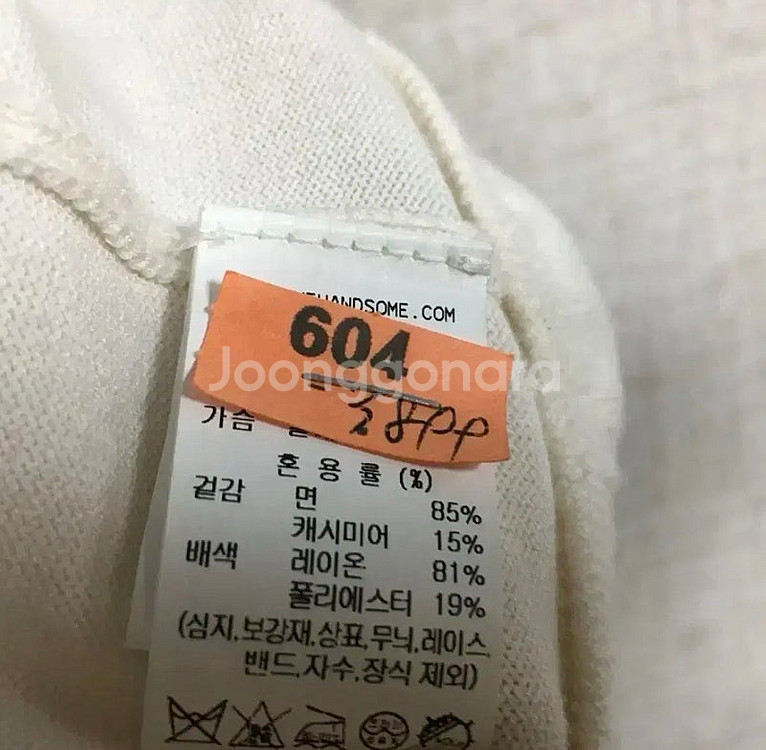 HANDSOME.COM
604
Joonggonara
가슴
혼 용 률 (%)
겉감 면 85%
캐시미어 15%
배색 레이온 81%
폴리에스터 19%
(심지,보강재,상표,무늬,레이스,
밴드,자수,장식 제외)